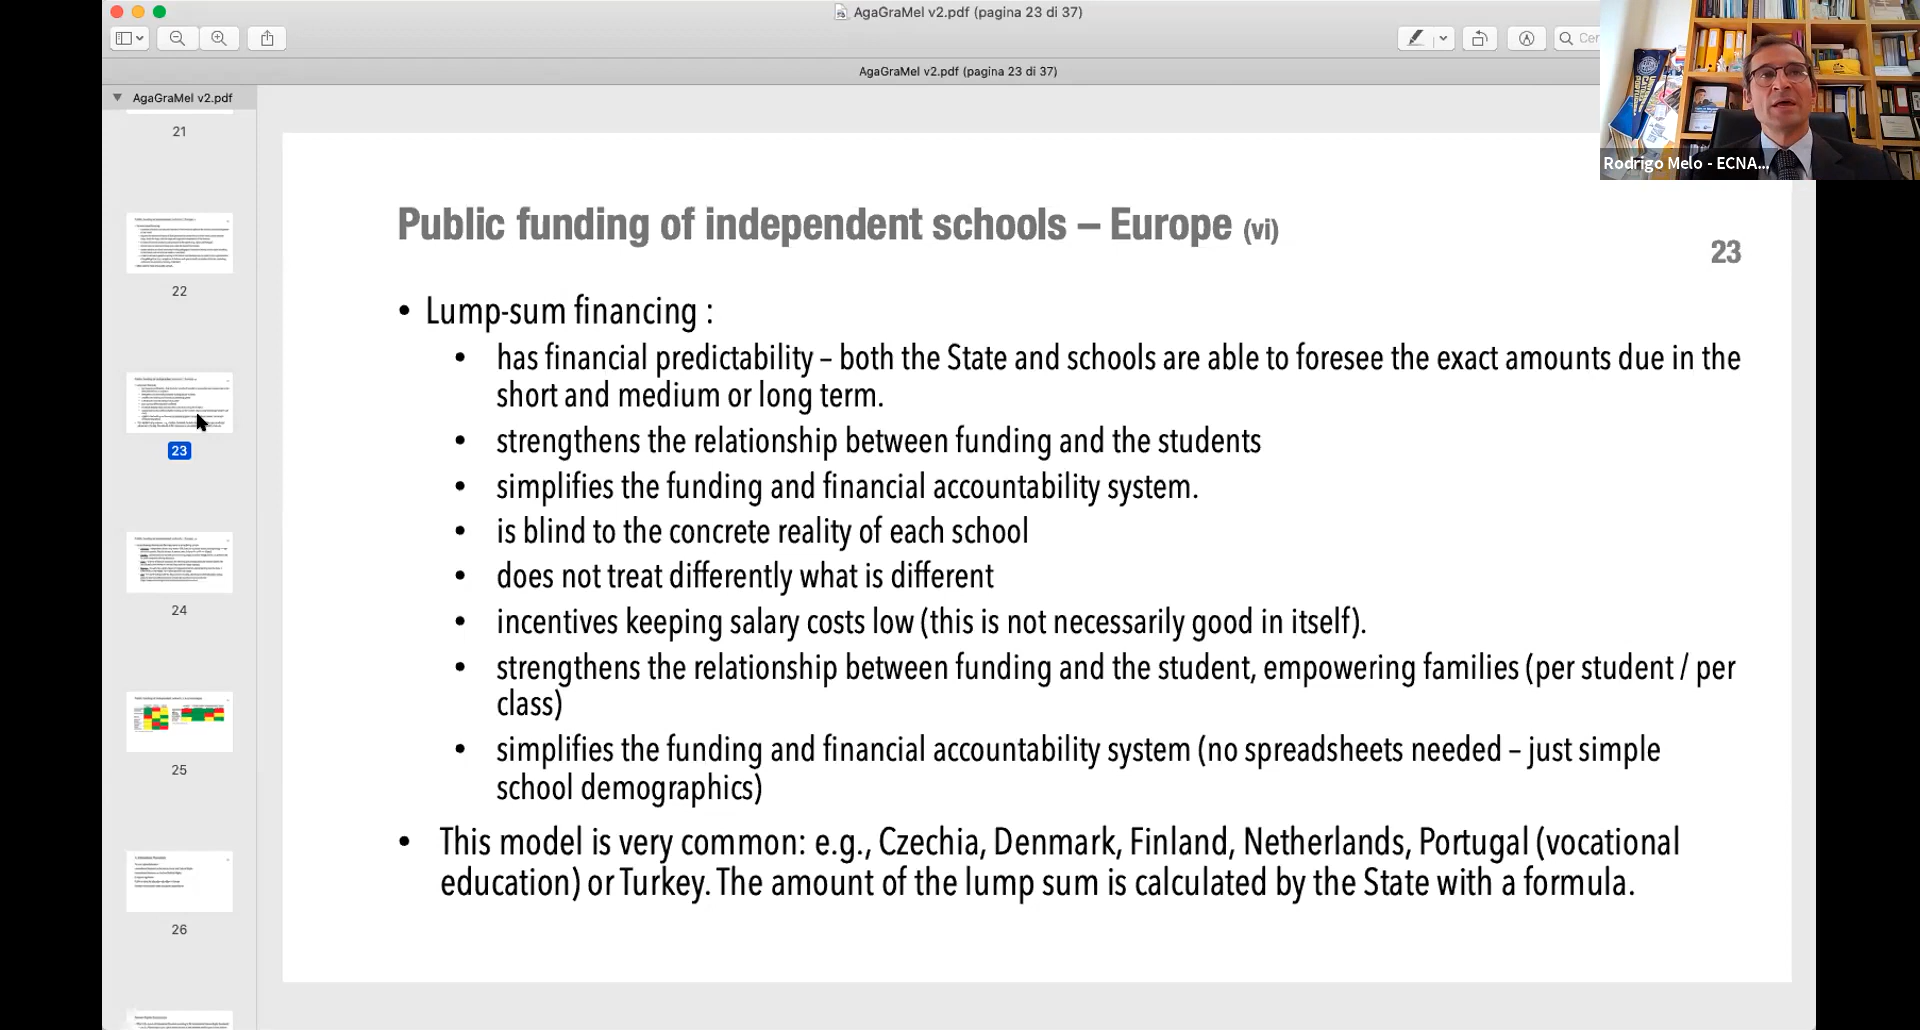 AgaGraMel v2.pdf (pagina 23 di 37)
Cer
AgaGraMel v2.pdf (pagina 23 di 37)
AgaGraMel v2.pdf
21
22
23
24
25
26
Rodrigo Melo - ECNA...
Public funding of independent schools – Europe (vi)
23
• Lump-sum financing :
• has financial predictability – both the State and schools are able to foresee the exact amounts due in the
short and medium or long term.
• strengthens the relationship between funding and the students
• simplifies the funding and financial accountability system.
• is blind to the concrete reality of each school
• does not treat differently what is different
• incentives keeping salary costs low (this is not necessarily good in itself).
• strengthens the relationship between funding and the student, empowering families (per student / per
class)
• simplifies the funding and financial accountability system (no spreadsheets needed – just simple
school demographics)
• This model is very common: e.g., Czechia, Denmark, Finland, Netherlands, Portugal (vocational
education) or Turkey. The amount of the lump sum is calculated by the State with a formula.